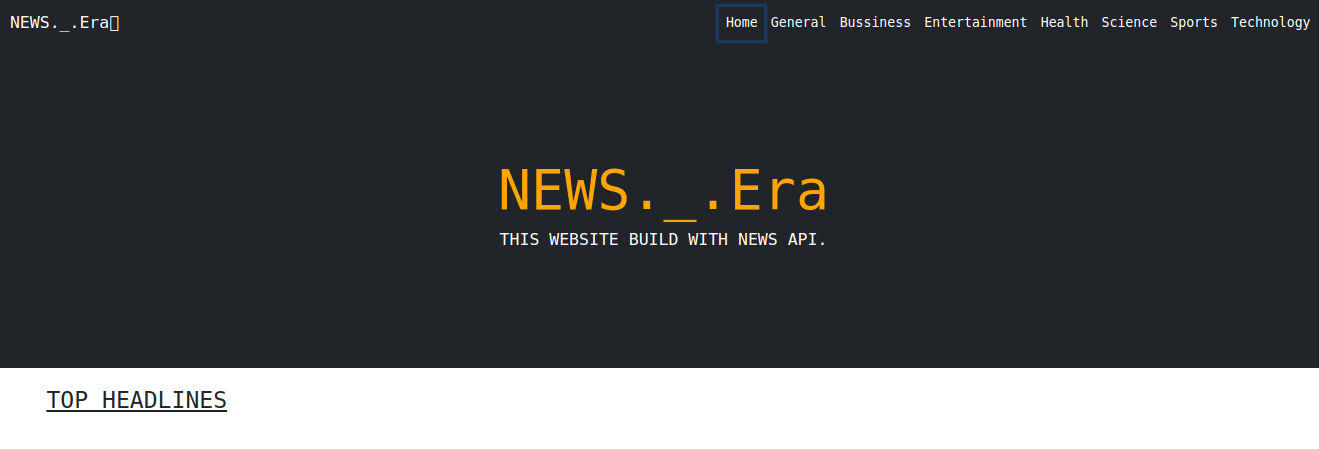 NEWS._.Era
Home General Bussiness Entertainment Health Science Sports Technology
NEWS._.Era
THIS WEBSITE BUILD WITH NEWS API.
TOP HEADLINES